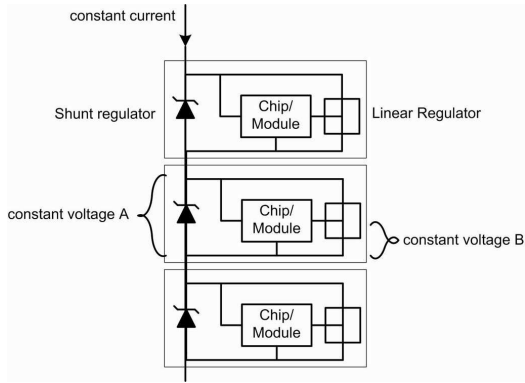 constant current
Shunt regulator
Chip/
Module
Linear Regulator
constant voltage A
Chip/
Module
constant voltage B
Chip/
Module